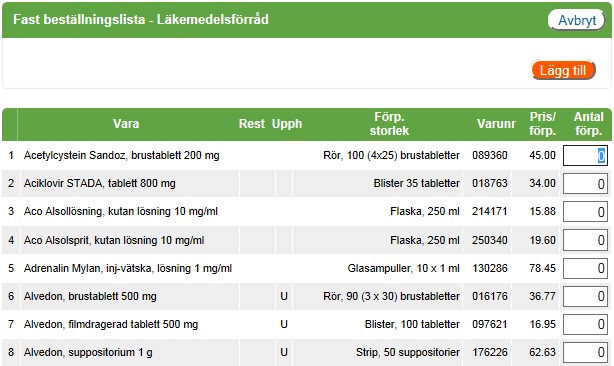 Fast beställningslista - Läkemedelsförråd Avbryt
Lägg till
Vara Rest Upph Förp. storlek Varunr Pris/ förp. Antal förp.
1 Acetylcystein Sandoz, brustablett 200 mg Rör, 100 (4x25) brustabletter 089360 45.00 0
2 Aciklovir STADA, tablett 800 mg Blister 35 tabletter 018763 34.00 0
3 Aco Alsollösning, kutan lösning 10 mg/ml Flaska, 250 ml 214171 15.88 0
4 Aco Alsolsprit, kutan lösning 10 mg/ml Flaska, 250 ml 250340 19.60 0
5 Adrenalin Mylan, inj-vätska, lösning 1 mg/ml Glasampuller, 10 x 1 ml 130286 78.45 0
6 Alvedon, brustablett 500 mg U Rör, 90 (3 x 30) brustabletter 016176 36.77 0
7 Alvedon, filmdragerad tablett 500 mg U Blister, 100 tabletter 097621 16.95 0
8 Alvedon, suppositorium 1 g U Strip, 50 suppositorier 176226 62.63 0